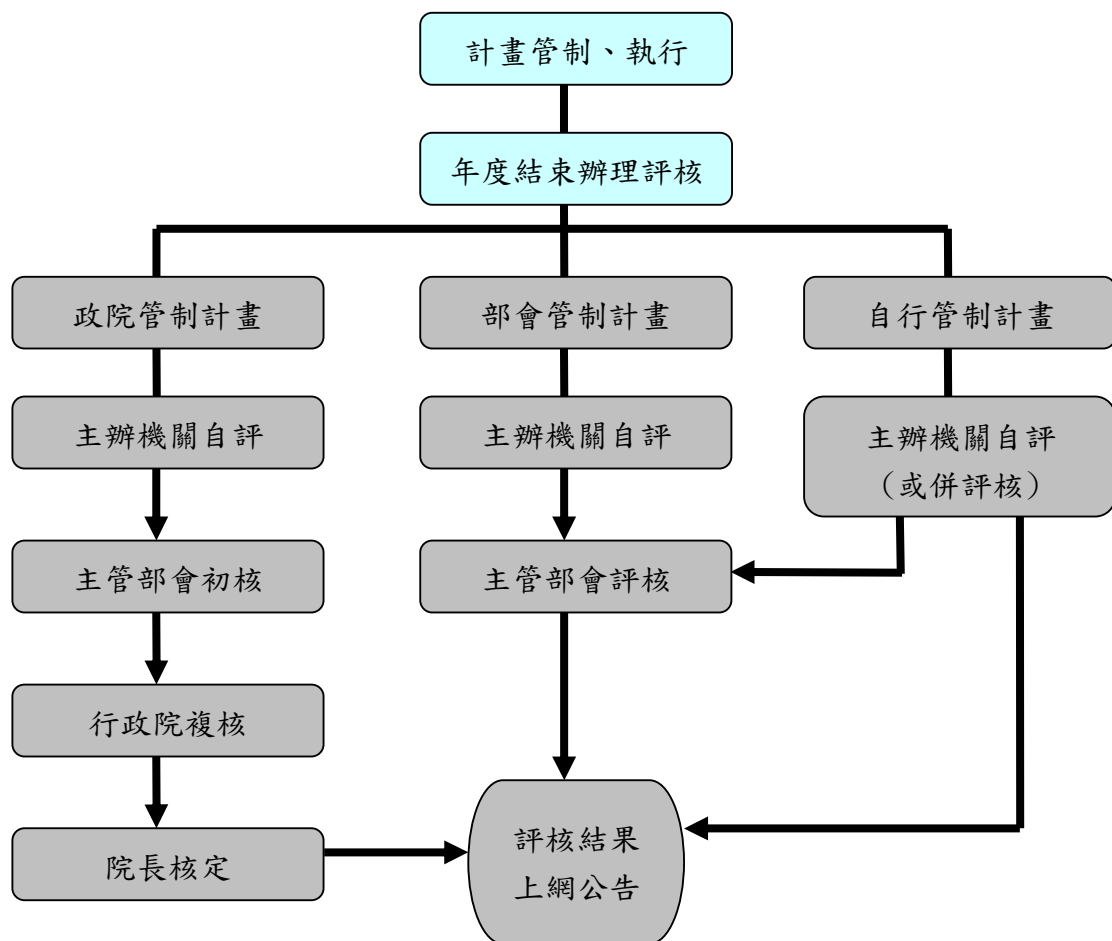 計畫管制、執行
年度結束辦理評核
政院管制計畫
部會管制計畫
自行管制計畫
主辦機關自評
主辦機關自評
主辦機關自評
（或併評核）
主管部會初核
主管部會評核
行政院複核
院長核定
評核結果
上網公告